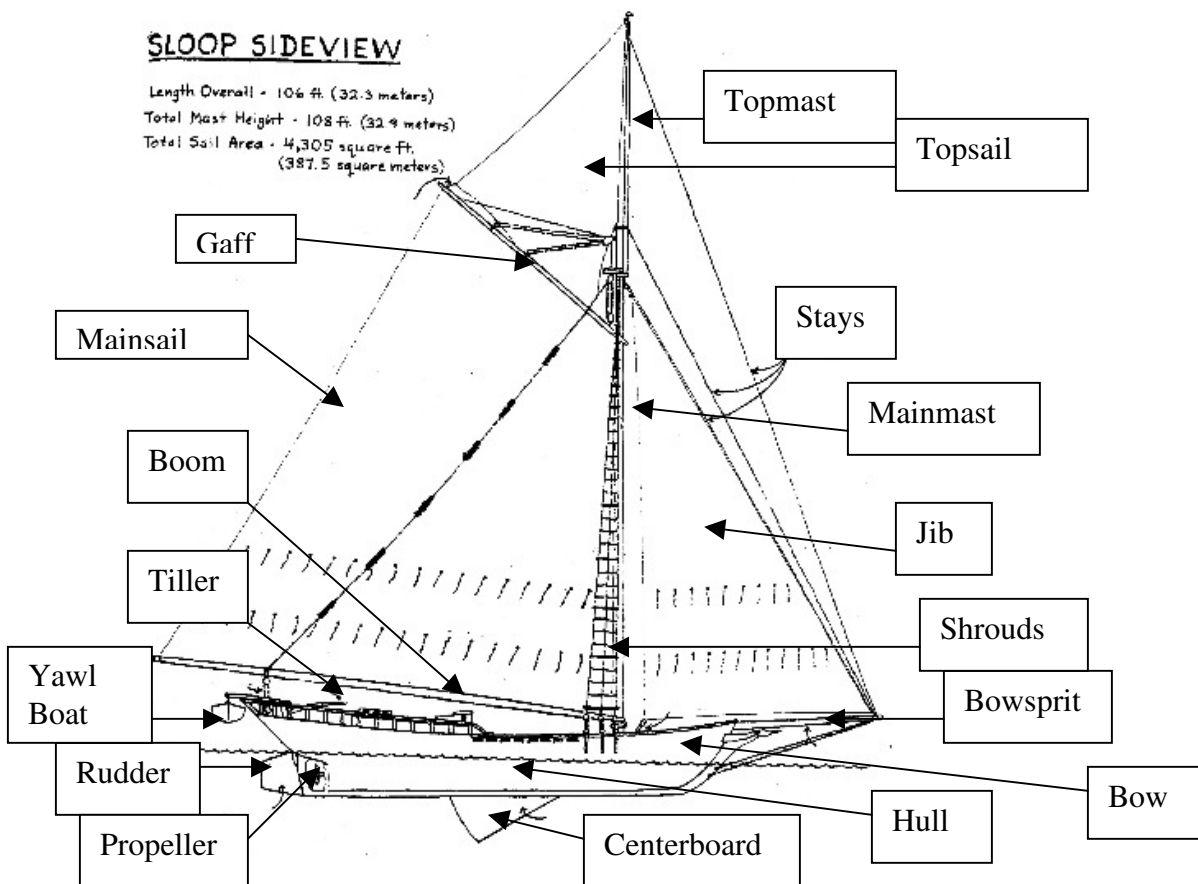 SLOOP SIDEVIEW
Length Overall - 106 ft. (32.3 meters)
Total Mast Height - 108 ft. (32.9 meters)
Total Sail Area - 4,305 square ft.
(387.5 square meters)
Topmast
Topsail
Gaff
Stays
Mainsail
Mainmast
Boom
Jib
Tiller
Shrouds
Yawl
Boat
Bowsprit
Rudder
Bow
Hull
Propeller
Centerboard